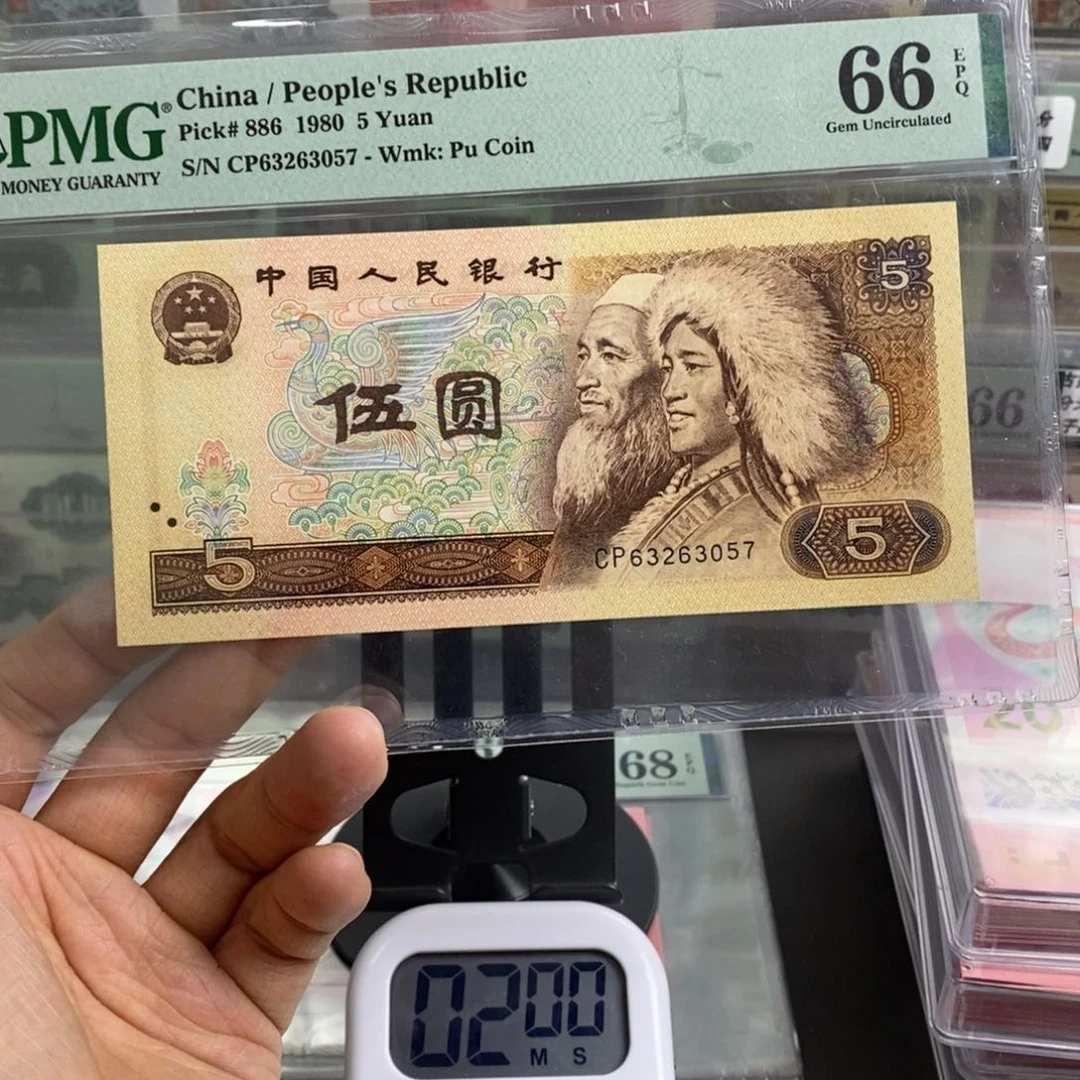 PMG®
MONEY GUARANTY
China / People's Republic
Pick# 886 1980 5 Yuan
S/N CP63263057 - Wmk: Pu Coin
66
EPQ
Gem Uncirculated
中国人民银行
5
伍圆
5
CP63263057
5
66
68
20
02 00
M S